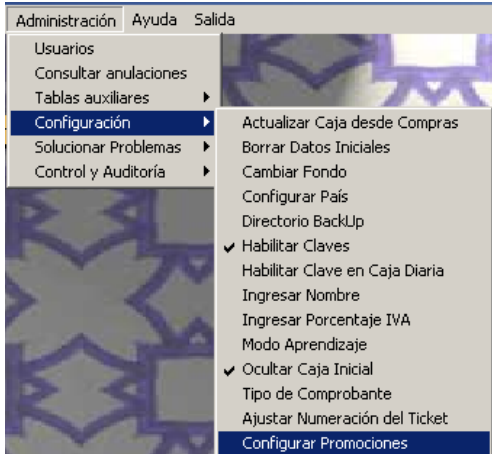 Administración Ayuda Salida
Usuarios
Consultar anulaciones
Tablas auxiliares
Configuración
Solucionar Problemas
Control y Auditoría
Actualizar Caja desde Compras
Borrar Datos Iniciales
Cambiar Fondo
Configurar País
Directorio BackUp
Habilitar Claves
Habilitar Clave en Caja Diaria
Ingresar Nombre
Ingresar Porcentaje IVA
Modo Aprendizaje
Ocultar Caja Inicial
Tipo de Comprobante
Ajustar Numeración del Ticket
Configurar Promociones